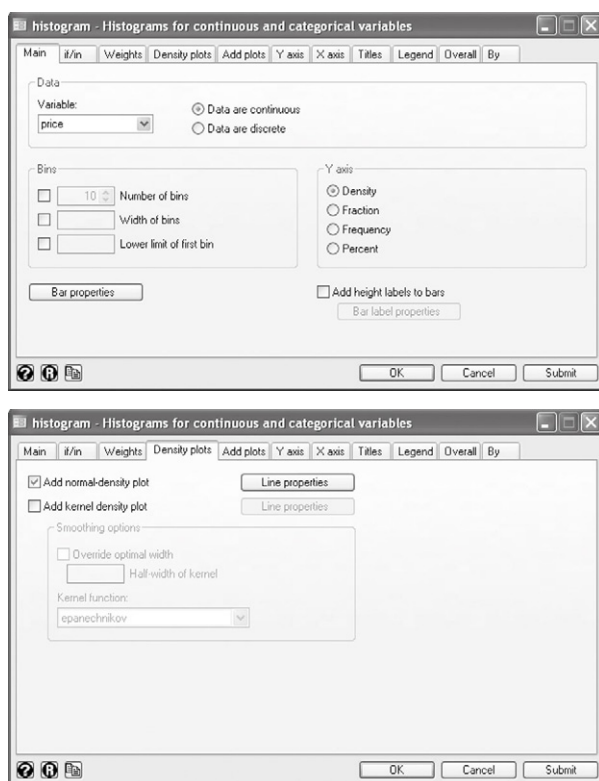 histogram - Histograms for continuous and categorical variables
Main if/in Weights Density plots Add plots Y axis X axis Titles Legend Overall By
Data
Variable:
price
Data are continuous
Data are discrete
Bins
10 Number of bins
Width of bins
Lower limit of first bin
Y axis
Density
Fraction
Frequency
Percent
Bar properties
Add height labels to bars
Bar label properties
? R
OK Cancel Submit
histogram - Histograms for continuous and categorical variables
Main if/in Weights Density plots Add plots Y axis X axis Titles Legend Overall By
Add normal-density plot Line properties
Add kernel density plot Line properties
Smoothing options
Override optimal width
Half-width of kernel
Kernel function:
epanechnikov
? R
OK Cancel Submit